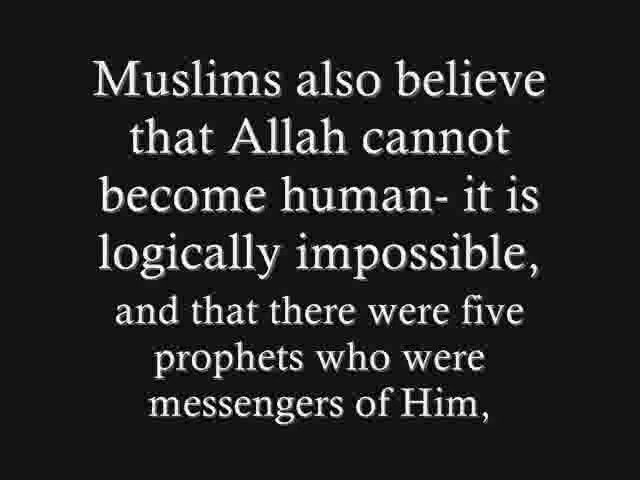 Muslims also believe
that Allah cannot
become human- it is
logically impossible,
and that there were five
prophets who were
messengers of Him,